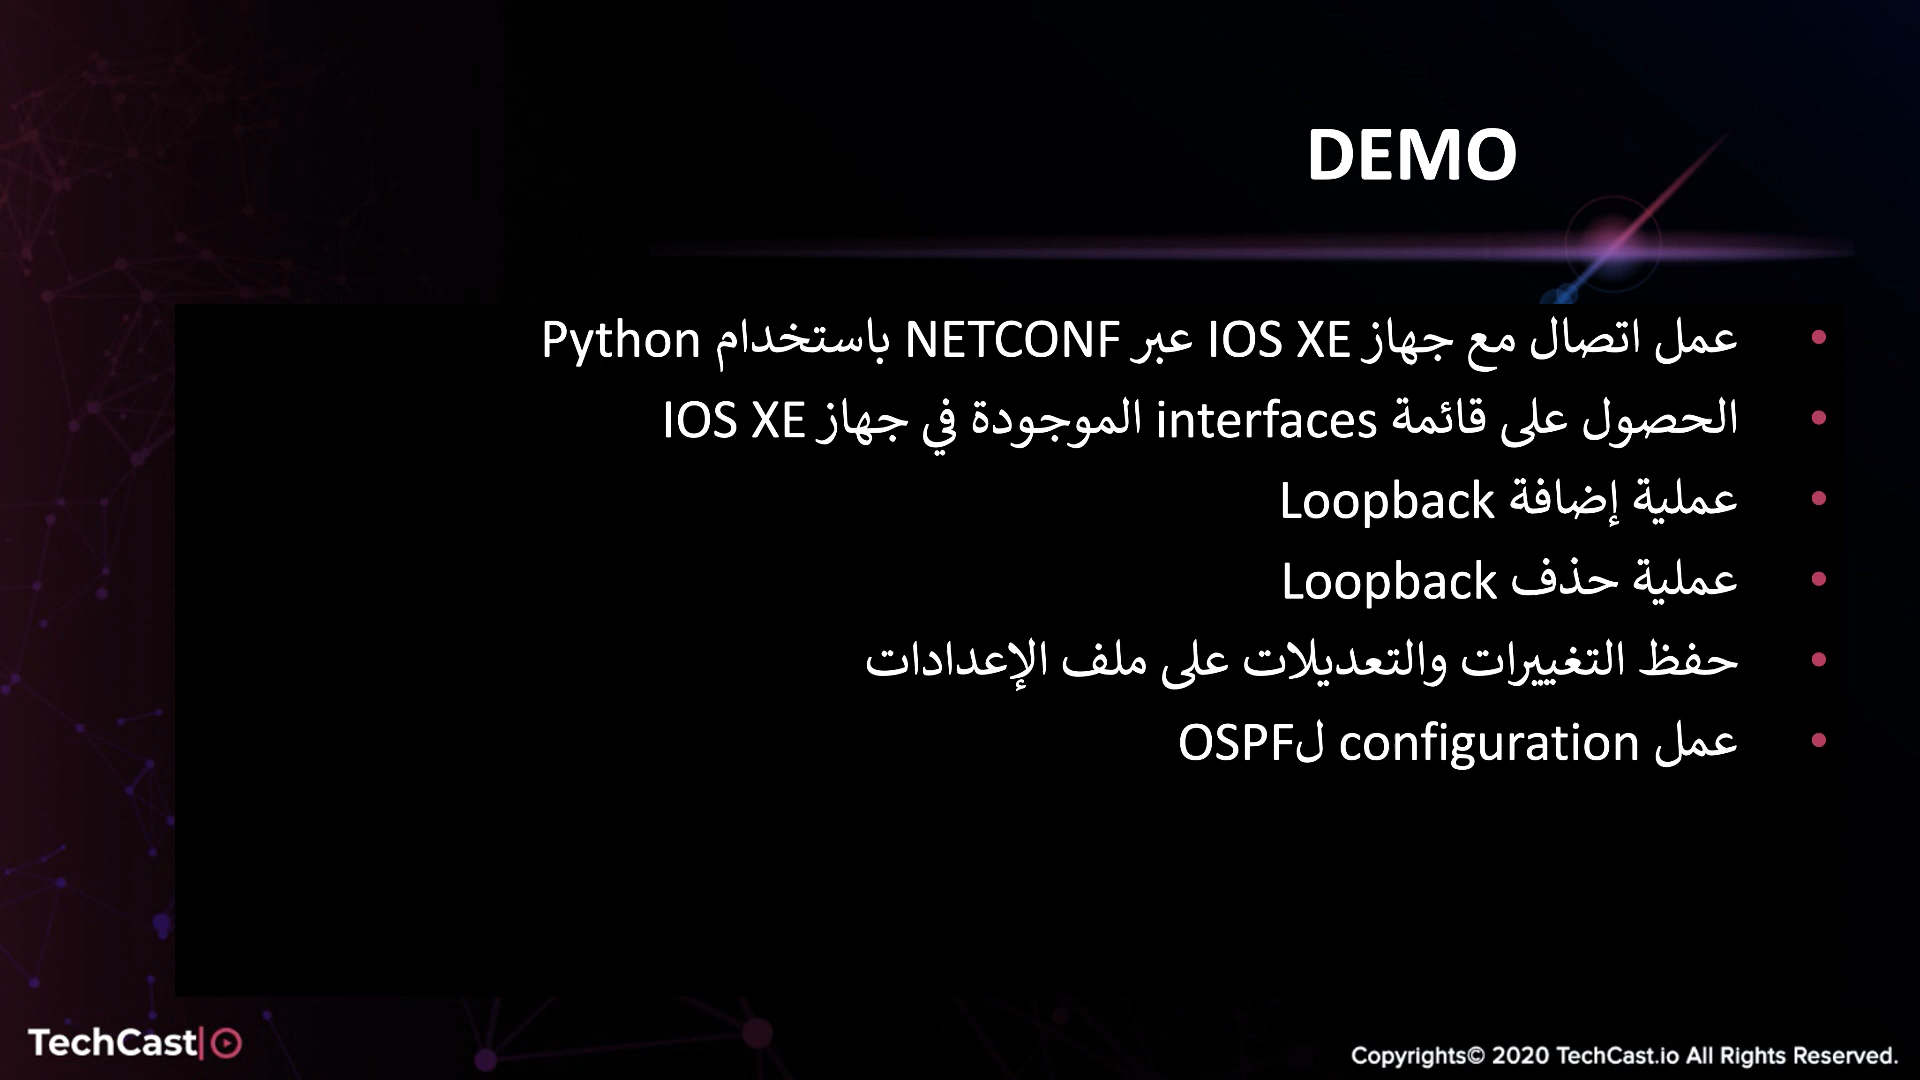 DEMO
عمل اتصال مع جهاز IOS XE عبر NETCONF باستخدام Python
الحصول على قائمة interfaces الموجودة في جهاز IOS XE
عملية إضافة Loopback
عملية حذف Loopback
حفظ التغييرات والتعديلات على ملف الإعدادات
عمل configuration لOSPF
TechCast
Copyrights© 2020 TechCast.io All Rights Reserved.